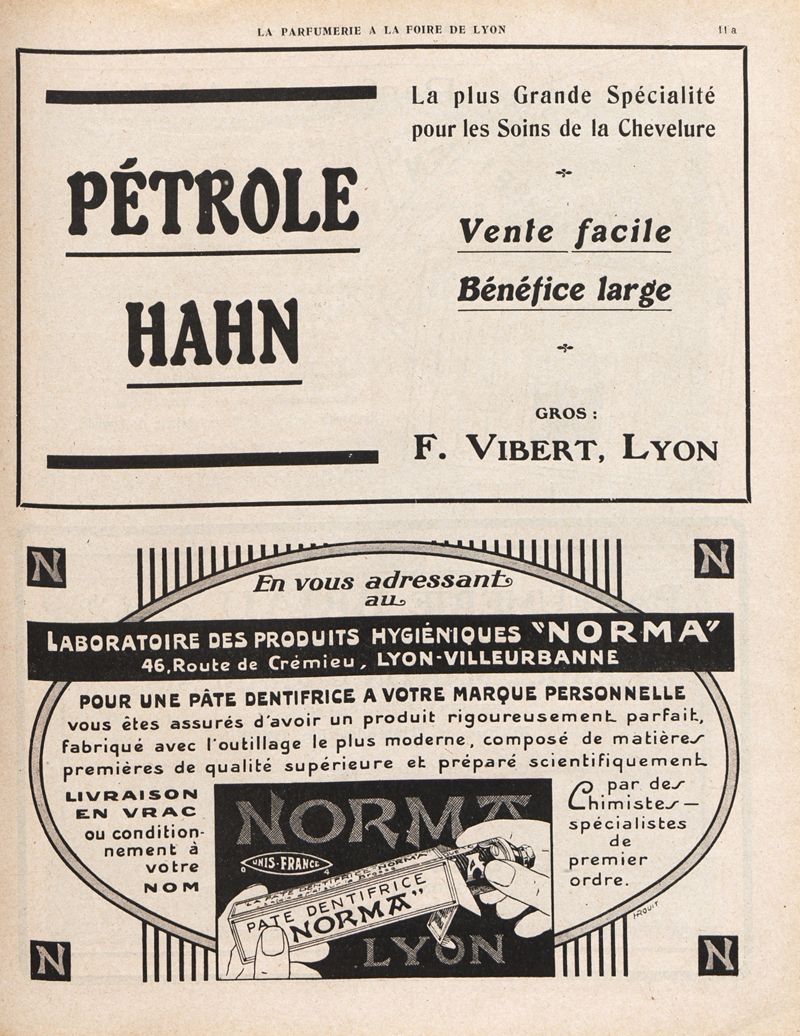 LA PARFUMERIE A LA FOIRE DE LYON
11 a
PÉTROLE
HAHN
La plus Grande Spécialité
pour les Soins de la Chevelure
Vente facile
Bénéfice large
GROS :
F. VIBERT, LYON
N
N
En vous adressant
au
LABORATOIRE DES PRODUITS HYGIÉNIQUES "NORMA"
46, Route de Crémieu, LYON-VILLEURBANNE
POUR UNE PÂTE DENTIFRICE A VOTRE MARQUE PERSONNELLE
vous êtes assurés d'avoir un produit rigoureusement parfait,
fabriqué avec l'outillage le plus moderne, composé de matières
premières de qualité supérieure et préparé scientifiquement
LIVRAISON
EN VRAC
ou condition-
nement à
votre
NOM
NORMA
UNIS-FRANCE
LA PATE DENTIFRICE NORMA
PATE DENTIFRICE
"NORMA"
LYON
par des
Chimistes-
spécialistes
de
premier
ordre.
N
N